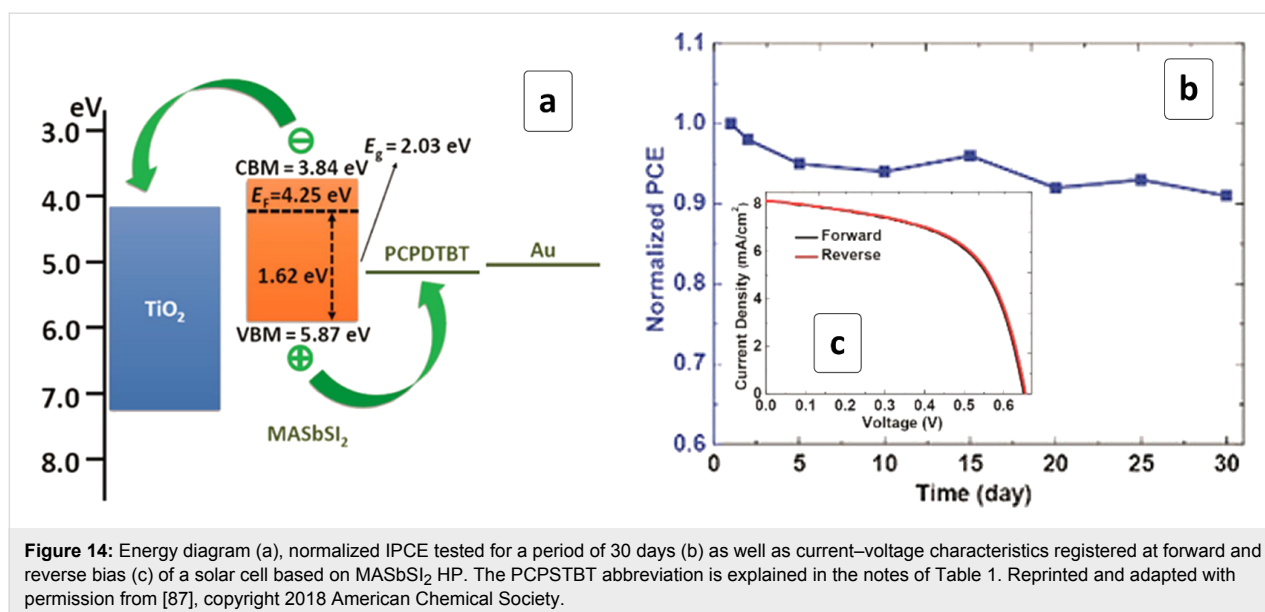 a
eV
3.0
4.0
5.0
6.0
7.0
8.0
TiO₂
CBM = 3.84 eV
E_F=4.25 eV
1.62 eV
VBM = 5.87 eV
E_g=2.03 eV
PCPDTBT
Au
MASbSI₂
b
Normalized PCE
1.1
1.0
0.9
0.8
0.7
0.6
0 5 10 15 20 25 30
Time (day)
c
Current Density (mA/cm²)
8
6
4
2
0
Forward
Reverse
0.0 0.1 0.2 0.3 0.4 0.5 0.6
Voltage (V)
Figure 14: Energy diagram (a), normalized IPCE tested for a period of 30 days (b) as well as current–voltage characteristics registered at forward and
reverse bias (c) of a solar cell based on MASbSI₂ HP. The PCPSTBT abbreviation is explained in the notes of Table 1. Reprinted and adapted with
permission from [87], copyright 2018 American Chemical Society.